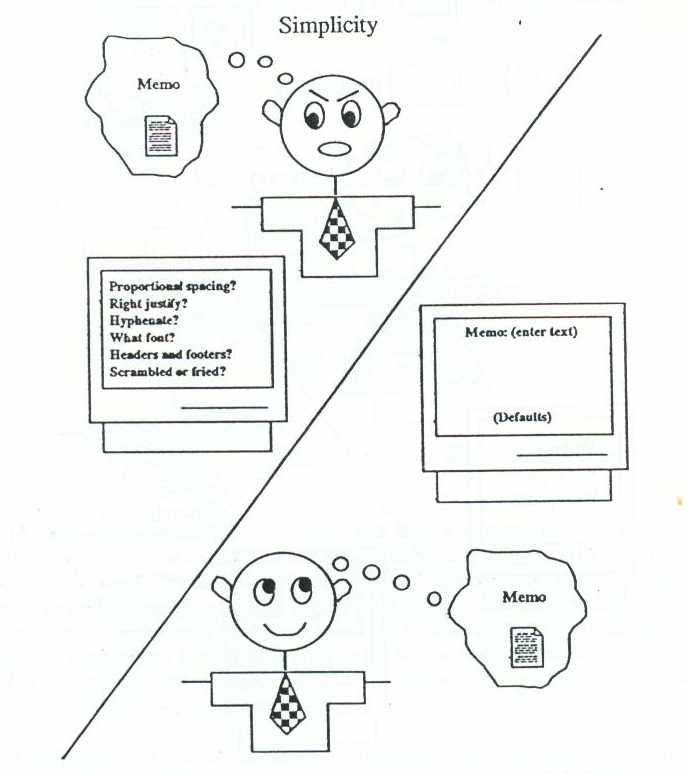 Simplicity
Memo
Proportional spacing?
Right justify?
Hyphenate?
What font?
Headers and footers?
Scrambled or fried?
Memo: (enter text)
(Defaults)
Memo